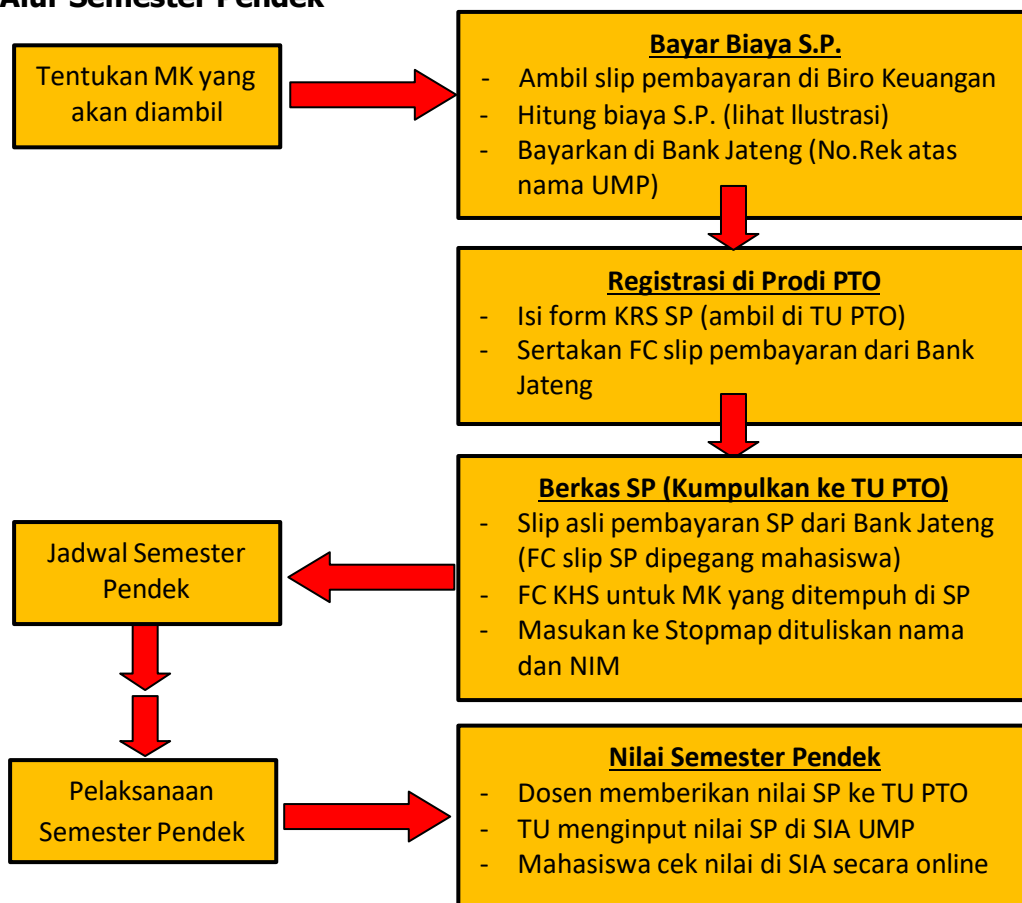 Alur Semester Pendek
Tentukan MK yang
akan diambil
Bayar Biaya S.P.
- Ambil slip pembayaran di Biro Keuangan
- Hitung biaya S.P. (lihat llustrasi)
- Bayarkan di Bank Jateng (No.Rek atas
nama UMP)
Registrasi di Prodi PTO
- Isi form KRS SP (ambil di TU PTO)
- Sertakan FC slip pembayaran dari Bank
Jateng
Berkas SP (Kumpulkan ke TU PTO)
- Slip asli pembayaran SP dari Bank Jateng
(FC slip SP dipegang mahasiswa)
- FC KHS untuk MK yang ditempuh di SP
- Masukan ke Stopmap dituliskan nama
dan NIM
Jadwal Semester
Pendek
Pelaksanaan
Semester Pendek
Nilai Semester Pendek
- Dosen memberikan nilai SP ke TU PTO
- TU menginput nilai SP di SIA UMP
- Mahasiswa cek nilai di SIA secara online